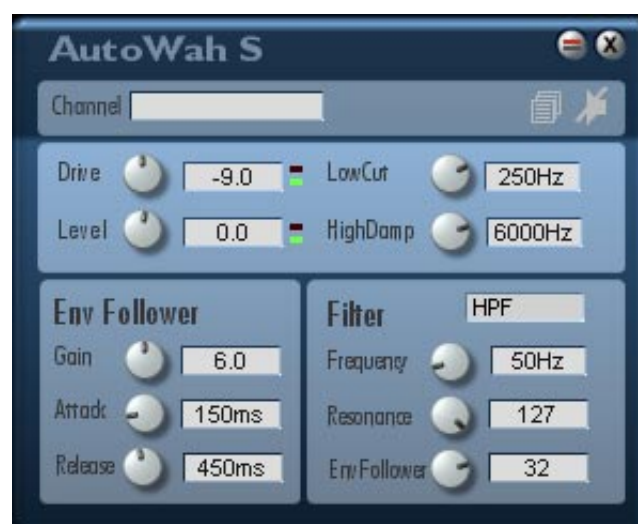 AutoWah S
Channel
Drive -9.0 LowCut 250Hz
Level 0.0 HighDamp 6000Hz
Env Follower
Gain 6.0
Attack 150ms
Release 450ms
Filter HPF
Frequency 50Hz
Resonance 127
EnvFollower 32